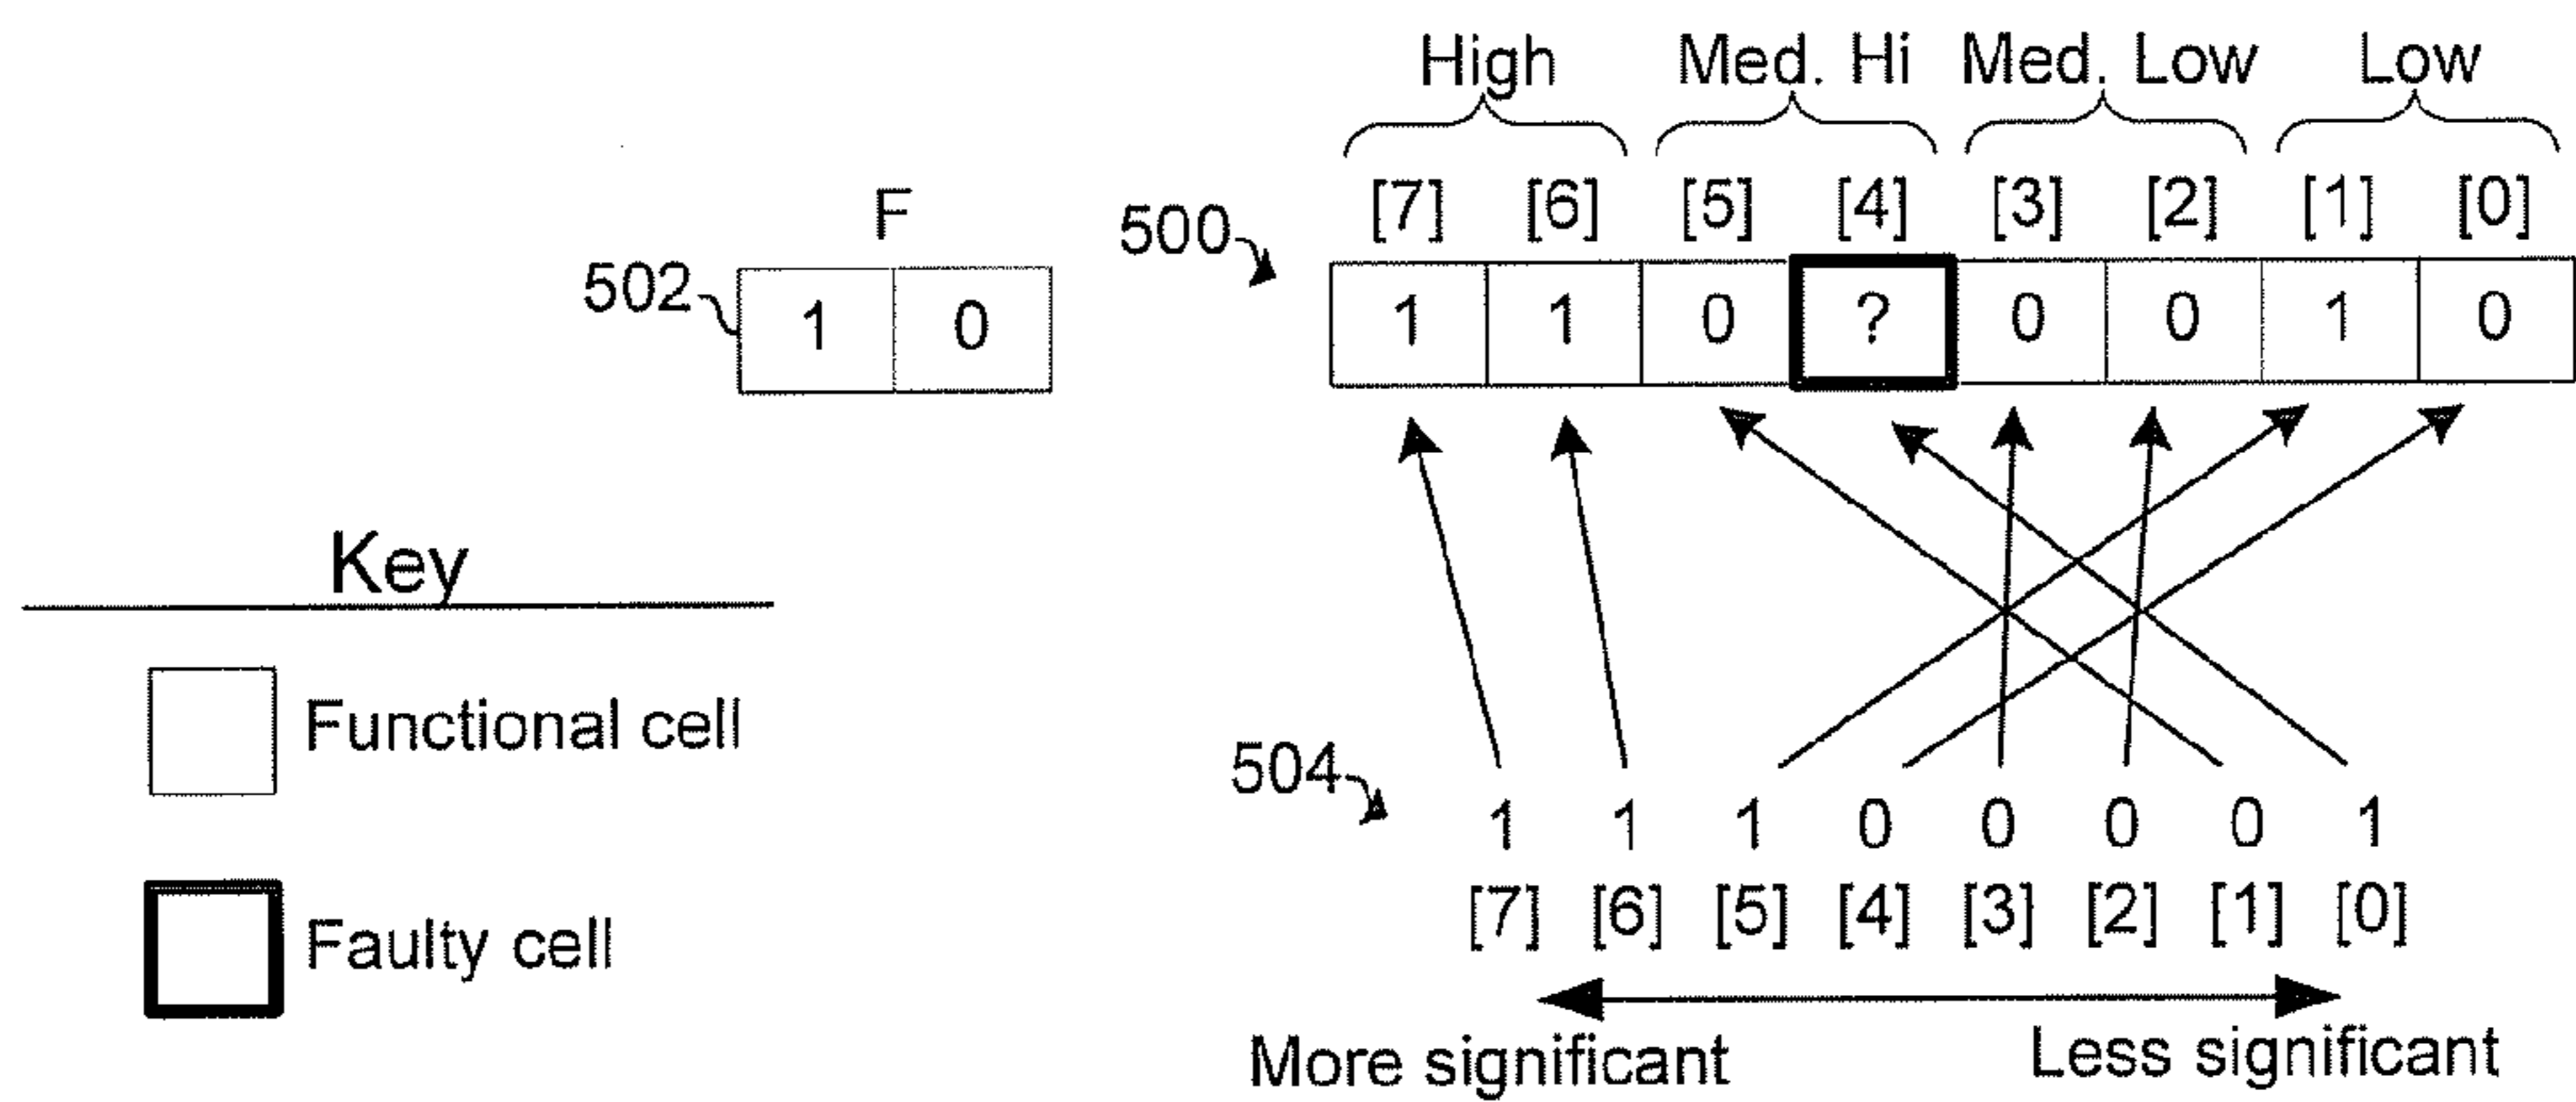 High Med. Hi Med. Low Low
F 500 [7] [6] [5] [4] [3] [2] [1] [0]
502 1 0 1 1 0 ? 0 0 1 0
Key
Functional cell
504 1 1 1 0 0 0 0 1
Faulty cell [7] [6] [5] [4] [3] [2] [1] [0]
More significant Less significant